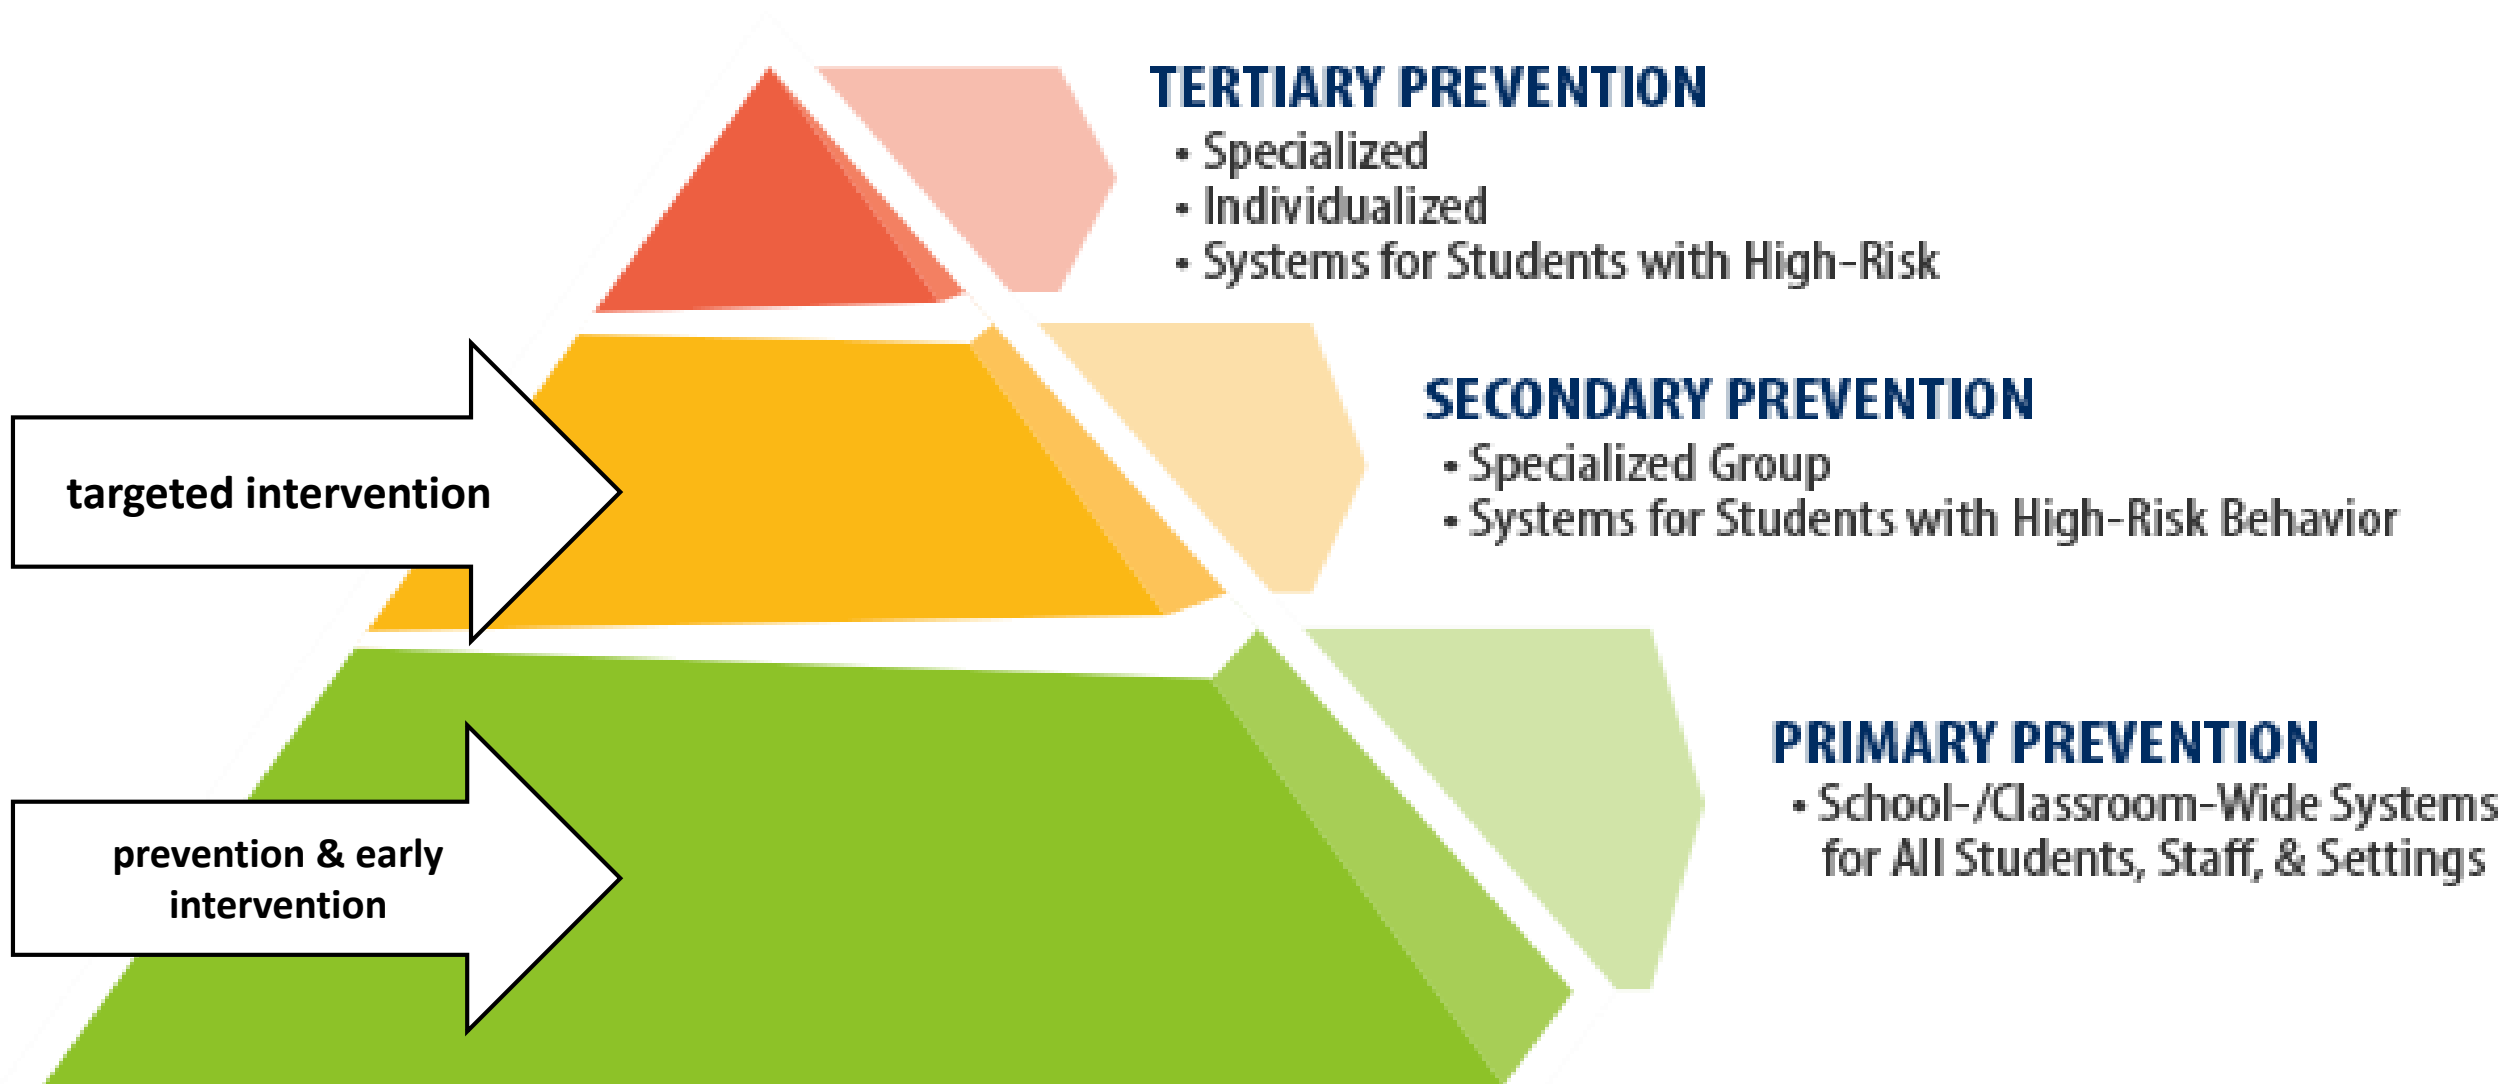 TERTIARY PREVENTION
• Specialized
• Individualized
• Systems for Students with High-Risk
targeted intervention
SECONDARY PREVENTION
• Specialized Group
• Systems for Students with High-Risk Behavior
prevention & early
intervention
PRIMARY PREVENTION
• School-/Classroom-Wide Systems
for All Students, Staff, & Settings